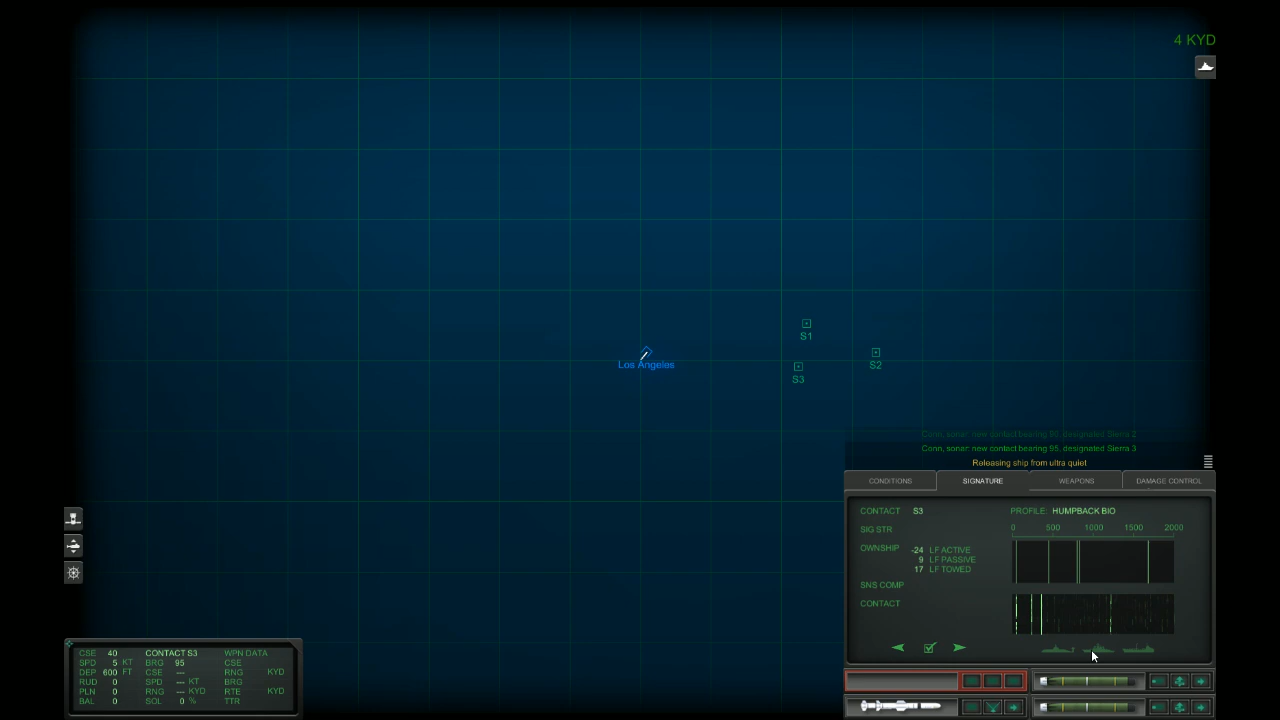 4 KYD
S1
Los Angeles
S2
S3
Conn, sonar: new contact bearing 90, designated Sierra 2
Conn, sonar: new contact bearing 95, designated Sierra 3
Releasing ship from ultra quiet
CONDITIONS SIGNATURE WEAPONS DAMAGE CONTROL
CONTACT S3 PROFILE: HUMPBACK BIO
SIG STR 0 500 1000 1500 2000
OWNSHIP -24 LF ACTIVE
9 LF PASSIVE
17 LF TOWED
SNS COMP
CONTACT
CSE 40 CONTACT S3 WPN DATA
SPD 5 KT BRG 95 CSE
DEP 600 FT CSE --- RNG KYD
RUD 0 SPD --- KT BRG
PLN 0 RNG --- KYD RTE KYD
BAL 0 SOL 0 % TTR